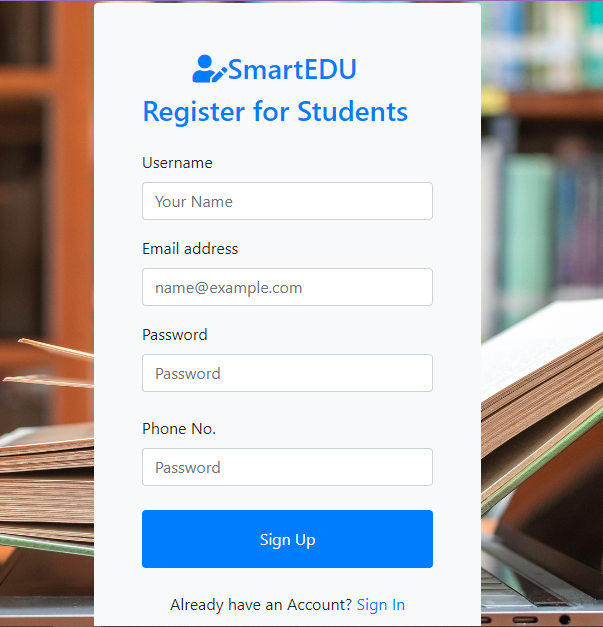 SmartEDU
Register for Students
Username
Your Name
Email address
name@example.com
Password
Password
Phone No.
Password
Sign Up
Already have an Account? Sign In